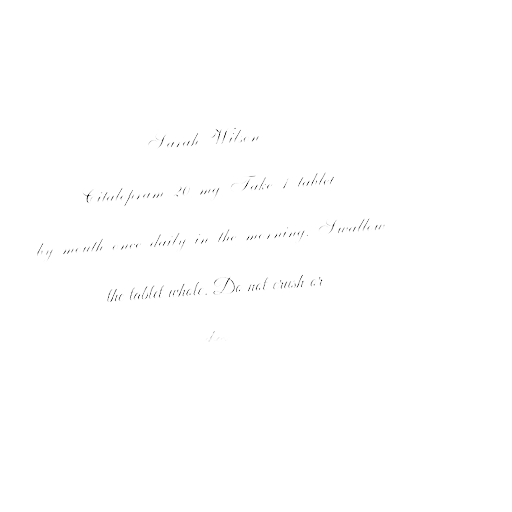 Sarah Wilson
Citalopram 20 mg Take 1 tablet
by mouth once daily in the morning. Swallow
the tablet whole. Do not crush or